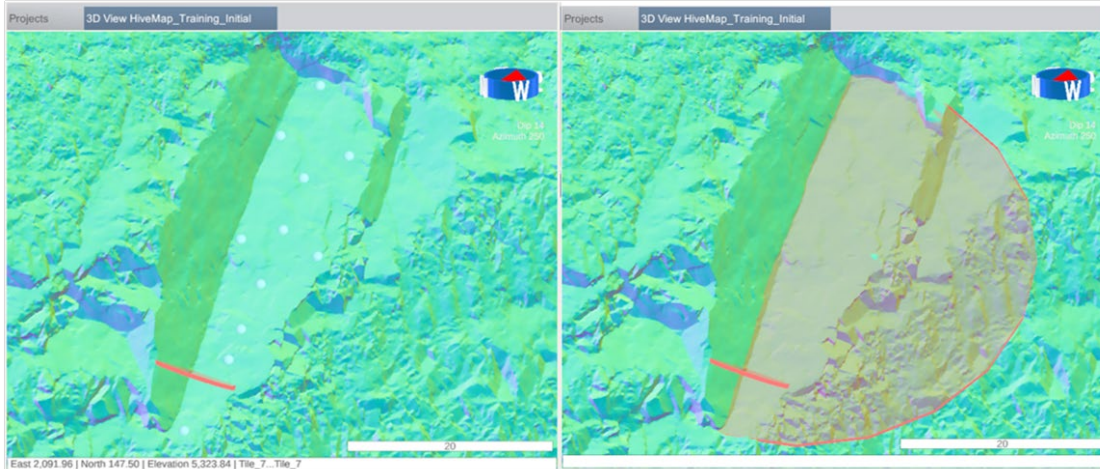 Projects
3D View HiveMap_Training_Initial
W
Dip 14
Azimuth 250
20
East 2,091.96 | North 147.50 | Elevation 5,323.84 | Tile_7...Tile_7
Projects
3D View HiveMap_Training_Initial
W
Dip 14
Azimuth 250
20